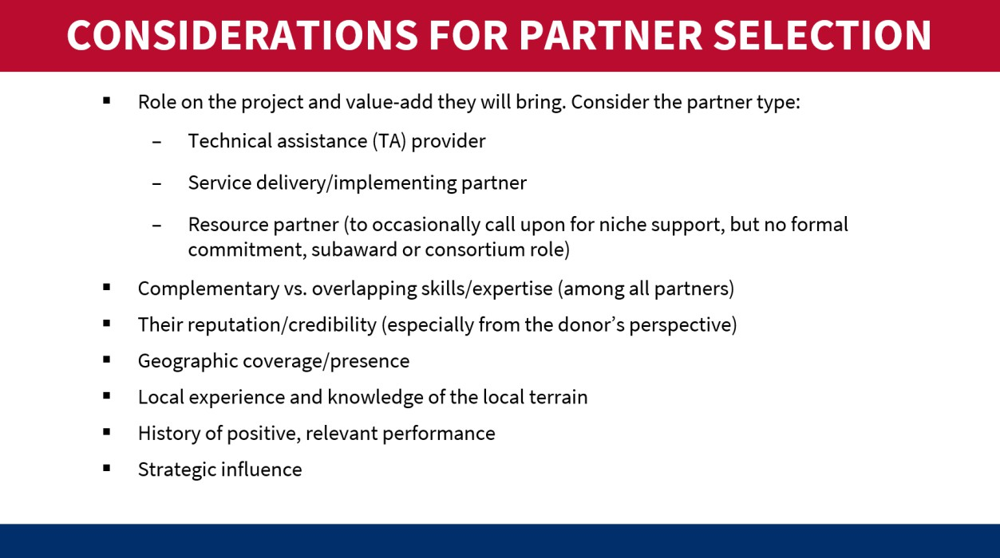 CONSIDERATIONS FOR PARTNER SELECTION
▪ Role on the project and value-add they will bring. Consider the partner type:
– Technical assistance (TA) provider
– Service delivery/implementing partner
– Resource partner (to occasionally call upon for niche support, but no formal
commitment, subaward or consortium role)
▪ Complementary vs. overlapping skills/expertise (among all partners)
▪ Their reputation/credibility (especially from the donor’s perspective)
▪ Geographic coverage/presence
▪ Local experience and knowledge of the local terrain
▪ History of positive, relevant performance
▪ Strategic influence